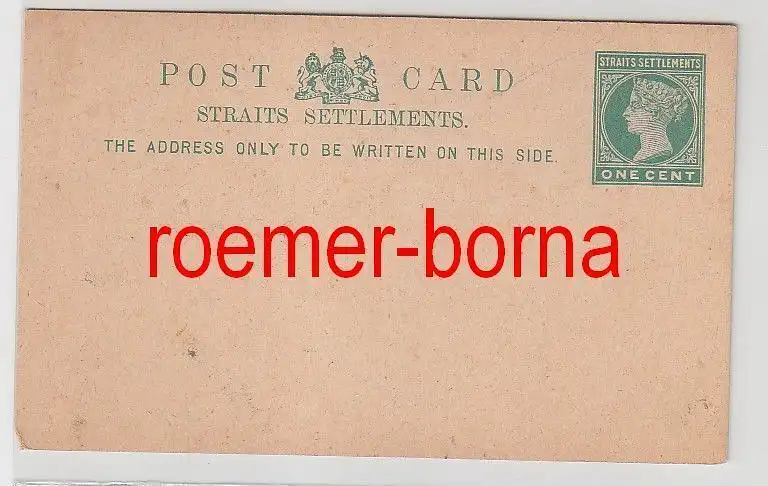 POST CARD
STRAITS SETTLEMENTS.
THE ADDRESS ONLY TO BE WRITTEN ON THIS SIDE.
STRAITS SETTLEMENTS
ONE CENT
roemer-borna